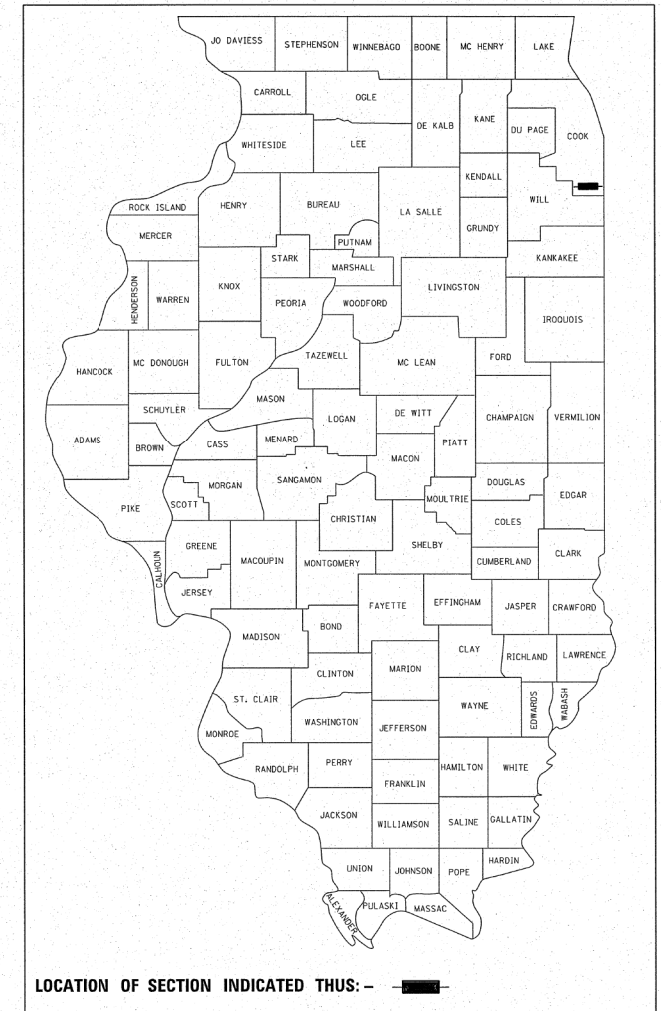 JO DAVIESS
STEPHENSON
WINNEBAGO
BOONE
MC HENRY
LAKE
CARROLL
OGLE
DE KALB
KANE
DU PAGE
COOK
WHITESIDE
LEE
KENDALL
WILL
ROCK ISLAND
HENRY
BUREAU
LA SALLE
GRUNDY
MERCER
PUTNAM
STARK
MARSHALL
KANKAKEE
HENDERSON
WARREN
KNOX
PEORIA
WOODFORD
LIVINGSTON
IROQUOIS
HANCOCK
MC DONOUGH
FULTON
TAZEWELL
MC LEAN
FORD
MASON
SCHUYLER
LOGAN
DE WITT
CHAMPAIGN
VERMILION
ADAMS
BROWN
CASS
MENARD
MACON
PIATT
MORGAN
SANGAMON
DOUGLAS
EDGAR
PIKE
SCOTT
CHRISTIAN
MOULTRIE
COLES
GREENE
MACOUPIN
MONTGOMERY
SHELBY
CUMBERLAND
CLARK
CALHOUN
JERSEY
FAYETTE
EFFINGHAM
JASPER
CRAWFORD
MADISON
BOND
CLAY
RICHLAND
LAWRENCE
CLINTON
MARION
ST. CLAIR
WAYNE
EDWARDS
WABASH
MONROE
WASHINGTON
JEFFERSON
RANDOLPH
PERRY
HAMILTON
WHITE
FRANKLIN
JACKSON
WILLIAMSON
SALINE
GALLATIN
UNION
JOHNSON
POPE
HARDIN
ALEXANDER
PULASKI
MASSAC
LOCATION OF SECTION INDICATED THUS: –